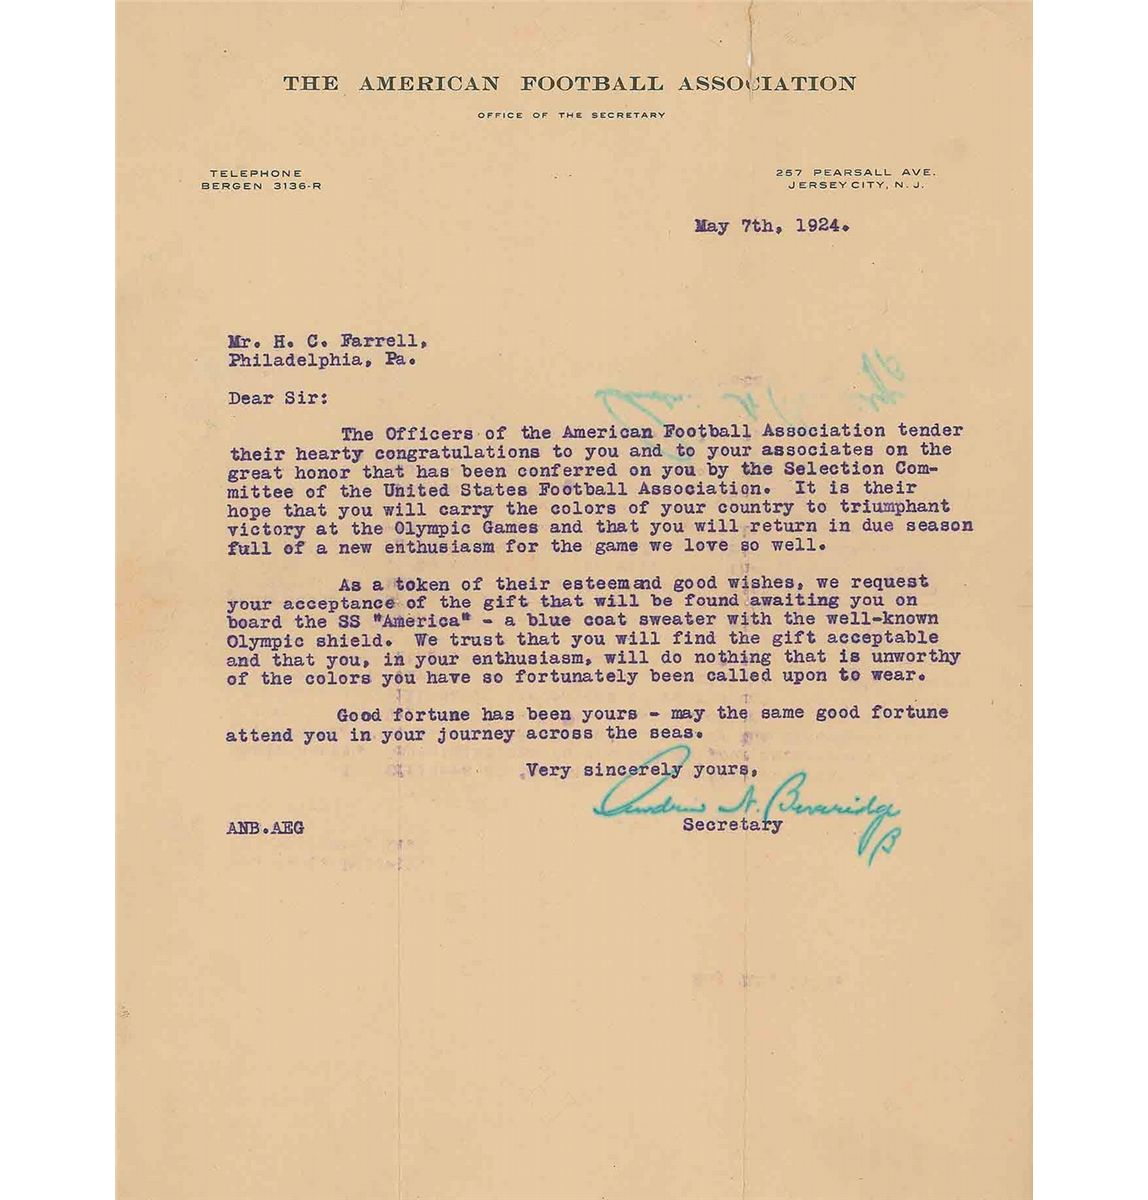 THE AMERICAN FOOTBALL ASSOCIATION
OFFICE OF THE SECRETARY
TELEPHONE
BERGEN 3136-R
257 PEARSALL AVE.
JERSEY CITY, N. J.
May 7th, 1924.
Mr. H. C. Farrell,
Philadelphia, Pa.
Dear Sir:
The Officers of the American Football Association tender
their hearty congratulations to you and to your associates on the
great honor that has been conferred on you by the Selection Com-
mittee of the United States Football Association. It is their
hope that you will carry the colors of your country to triumphant
victory at the Olympic Games and that you will return in due season
full of a new enthusiasm for the game we love so well.
As a token of their esteemand good wishes, we request
your acceptance of the gift that will be found awaiting you on
board the SS "America" - a blue coat sweater with the well-known
Olympic shield. We trust that you will find the gift acceptable
and that you, in your enthusiasm, will do nothing that is unworthy
of the colors you have so fortunately been called upon to wear.
Good fortune has been yours - may the same good fortune
attend you in your journey across the seas.
Very sincerely yours,
Andrew N. Beveridge
B
Secretary
ANB.AEG